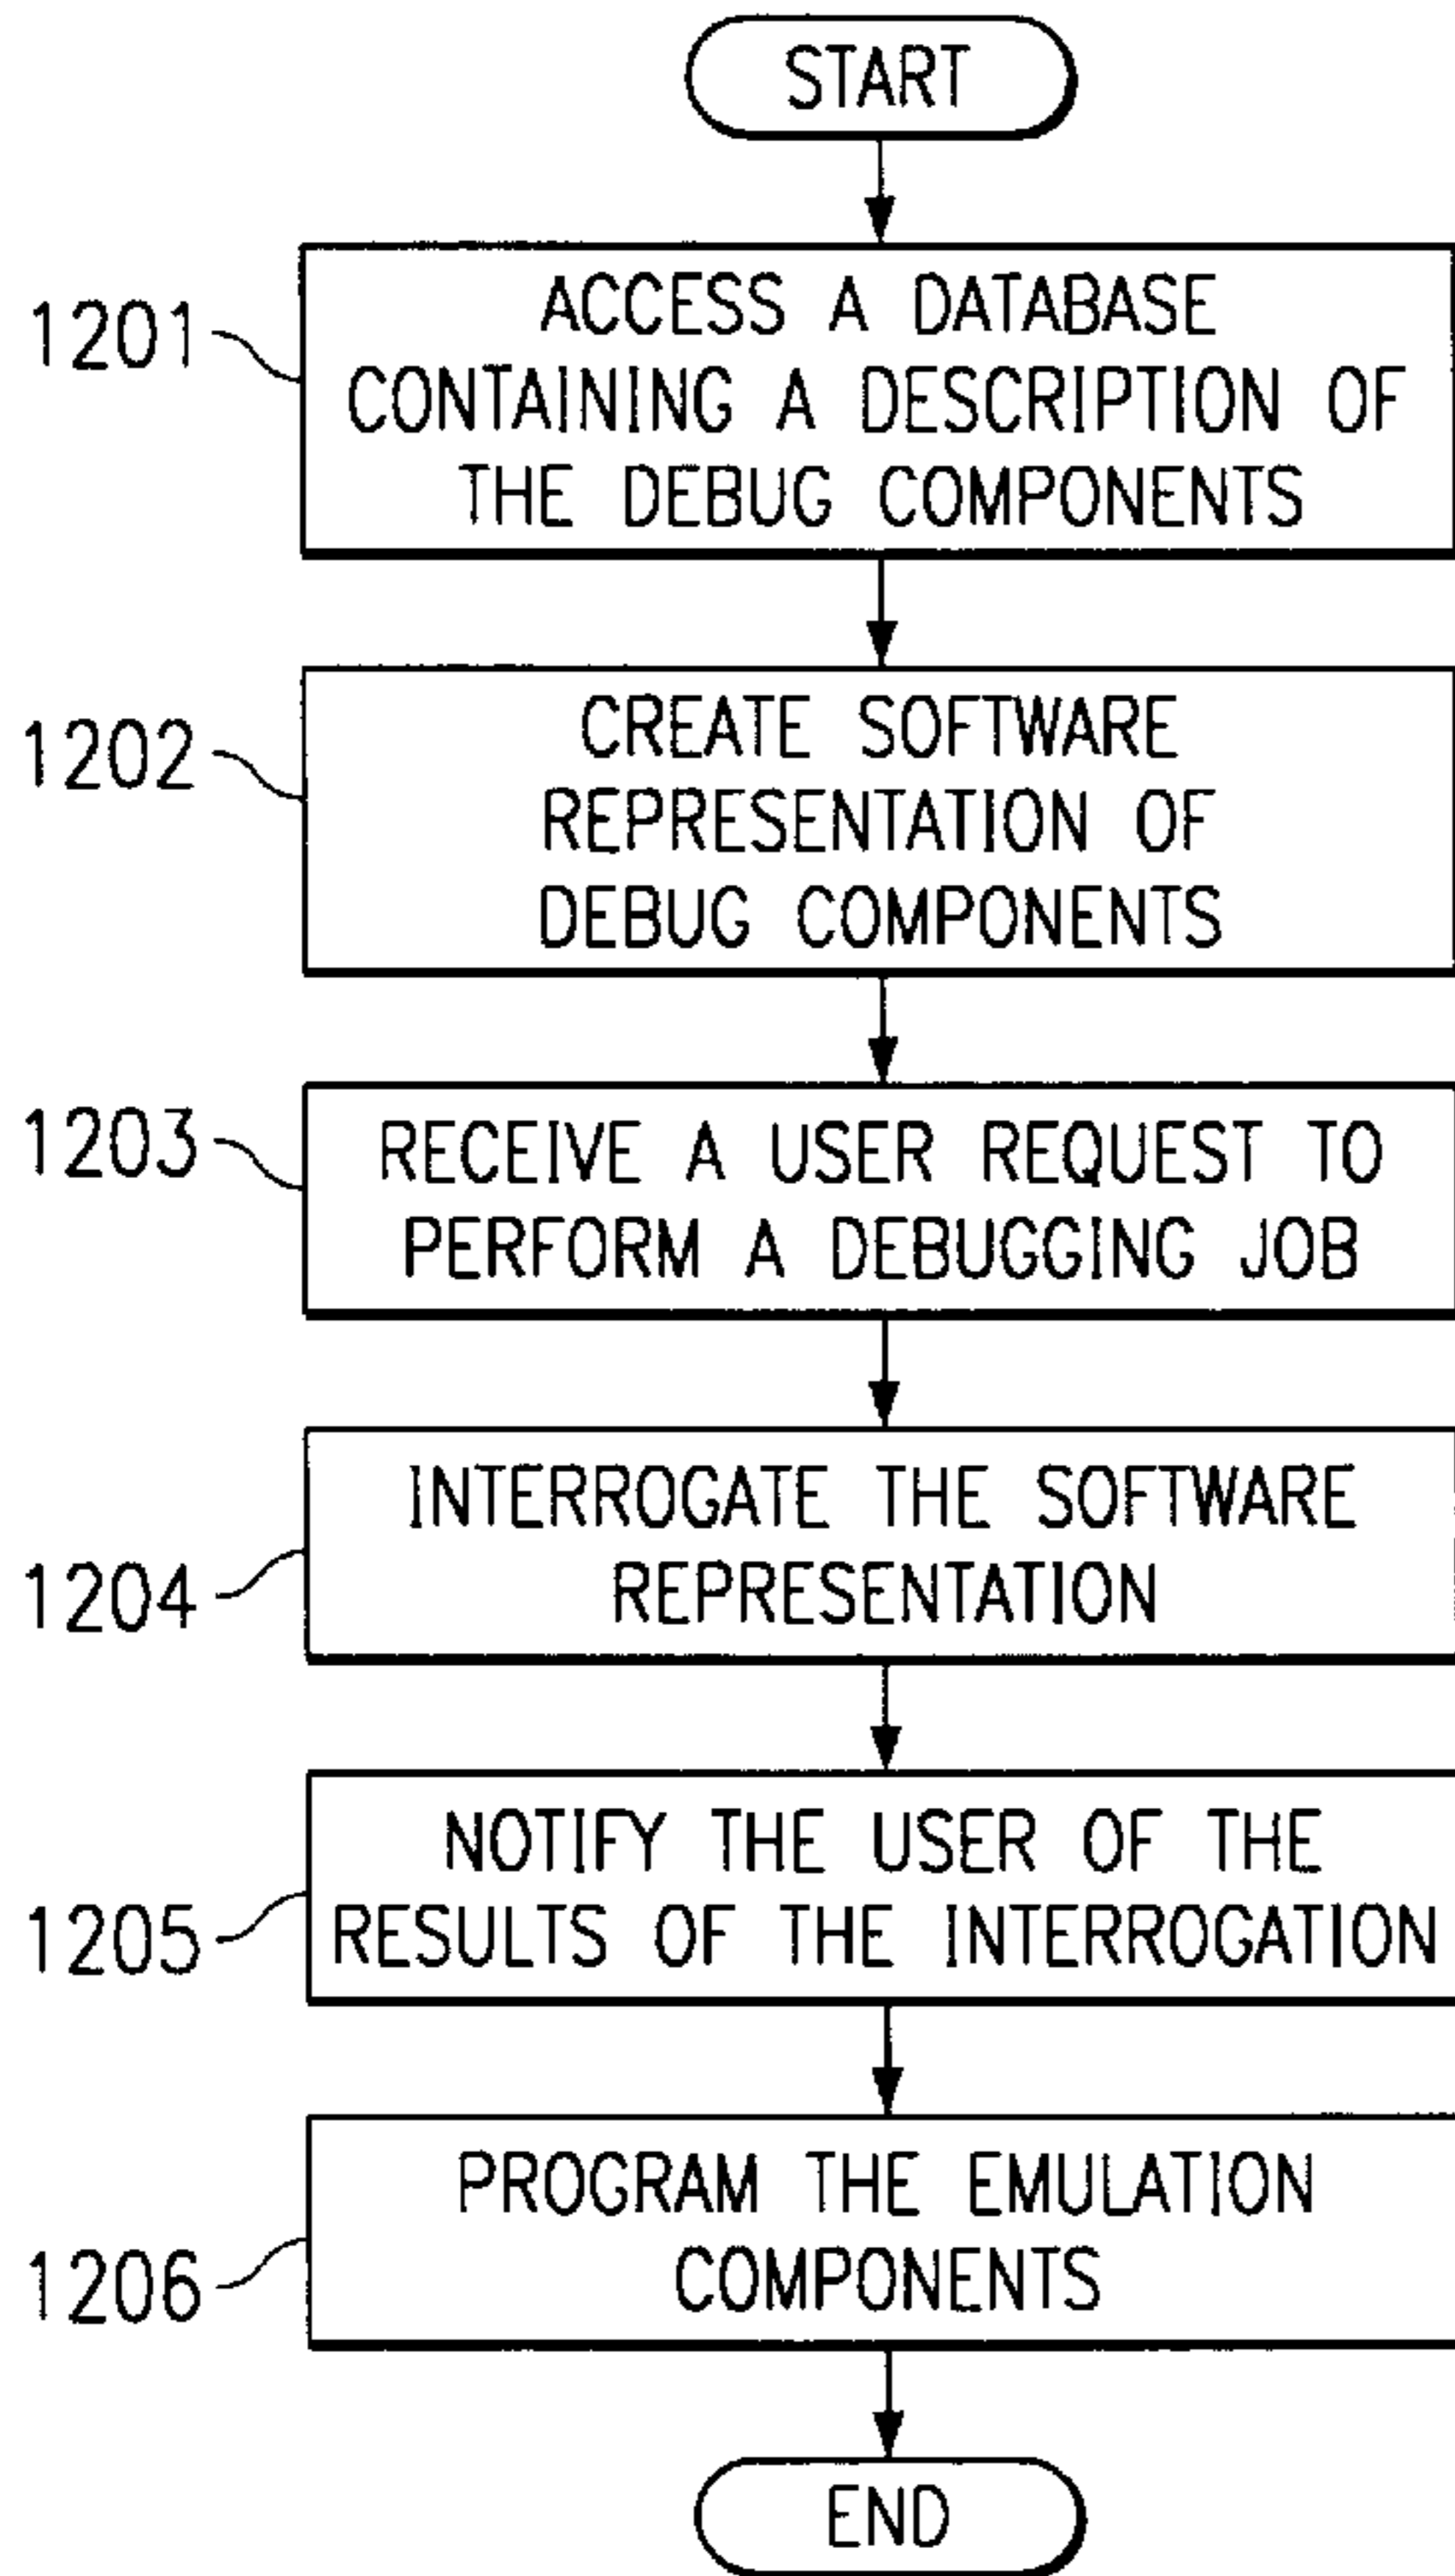 START
1201
ACCESS A DATABASE
CONTAINING A DESCRIPTION OF
THE DEBUG COMPONENTS
1202
CREATE SOFTWARE
REPRESENTATION OF
DEBUG COMPONENTS
1203
RECEIVE A USER REQUEST TO
PERFORM A DEBUGGING JOB
1204
INTERROGATE THE SOFTWARE
REPRESENTATION
1205
NOTIFY THE USER OF THE
RESULTS OF THE INTERROGATION
1206
PROGRAM THE EMULATION
COMPONENTS
END